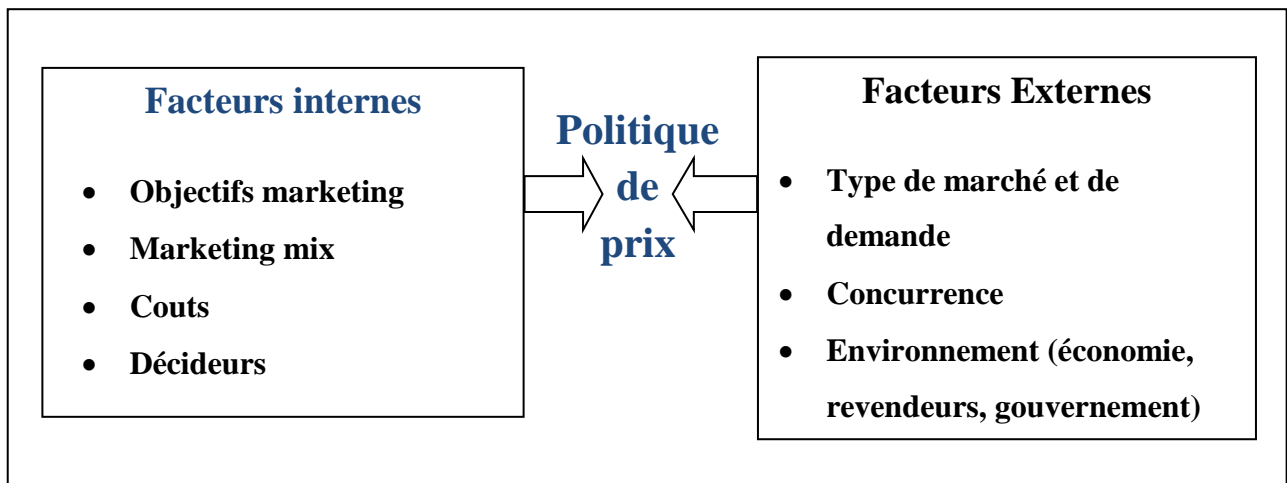 Facteurs internes
• Objectifs marketing
• Marketing mix
• Couts
• Décideurs
Politique
de
prix
Facteurs Externes
• Type de marché et de
demande
• Concurrence
• Environnement (économie,
revendeurs, gouvernement)